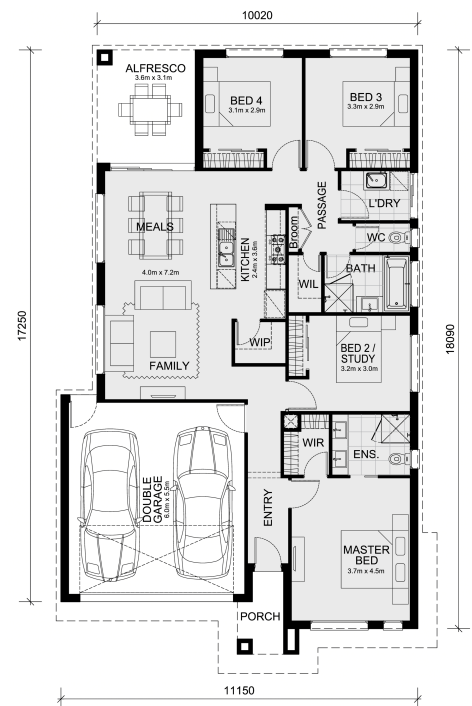 10020
ALFRESCO
3.6m x 3.1m
BED 4
3.1m x 2.9m
BED 3
3.3m x 2.9m
PASSAGE
L'DRY
MEALS
Broom
WC
KITCHEN
2.4m x 3.6m
4.0m x 7.2m
WIL
BATH
17250
18090
WIP
BED 2 /
STUDY
3.2m x 3.0m
FAMILY
WIR
ENS.
DOUBLE
GARAGE
6.0m x 5.5m
ENTRY
MASTER
BED
3.7m x 4.5m
PORCH
11150